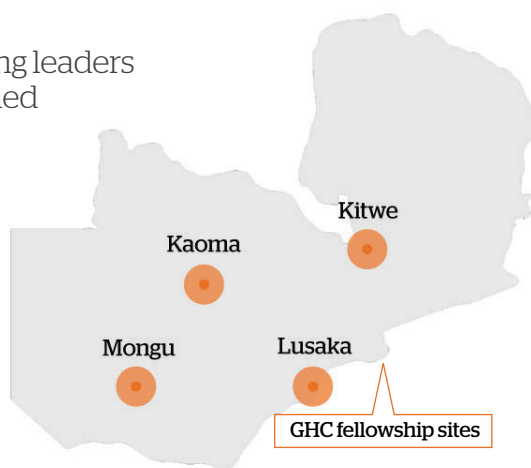 ng leaders
ed
Kitwe
Kaoma
Mongu
Lusaka
GHC fellowship sites